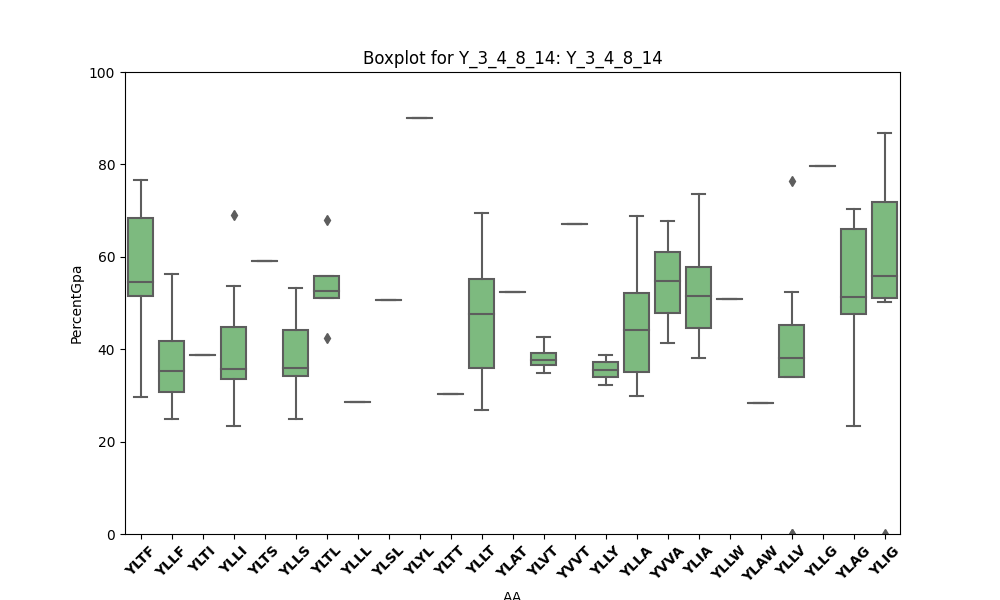 Boxplot for Y_3_4_8_14: Y_3_4_8_14
100
80
60
40
20
0
PercentGpa
YLTF YLLF YLTI YLLI YLTS YLLS YLTL YLLL YLSL YLYL YLTT YLLT YLAT YLVT YVVT YLLY YLLA YVVA YLIA YLLW YLAW YLLV YLLG YLAG YLIG
AA